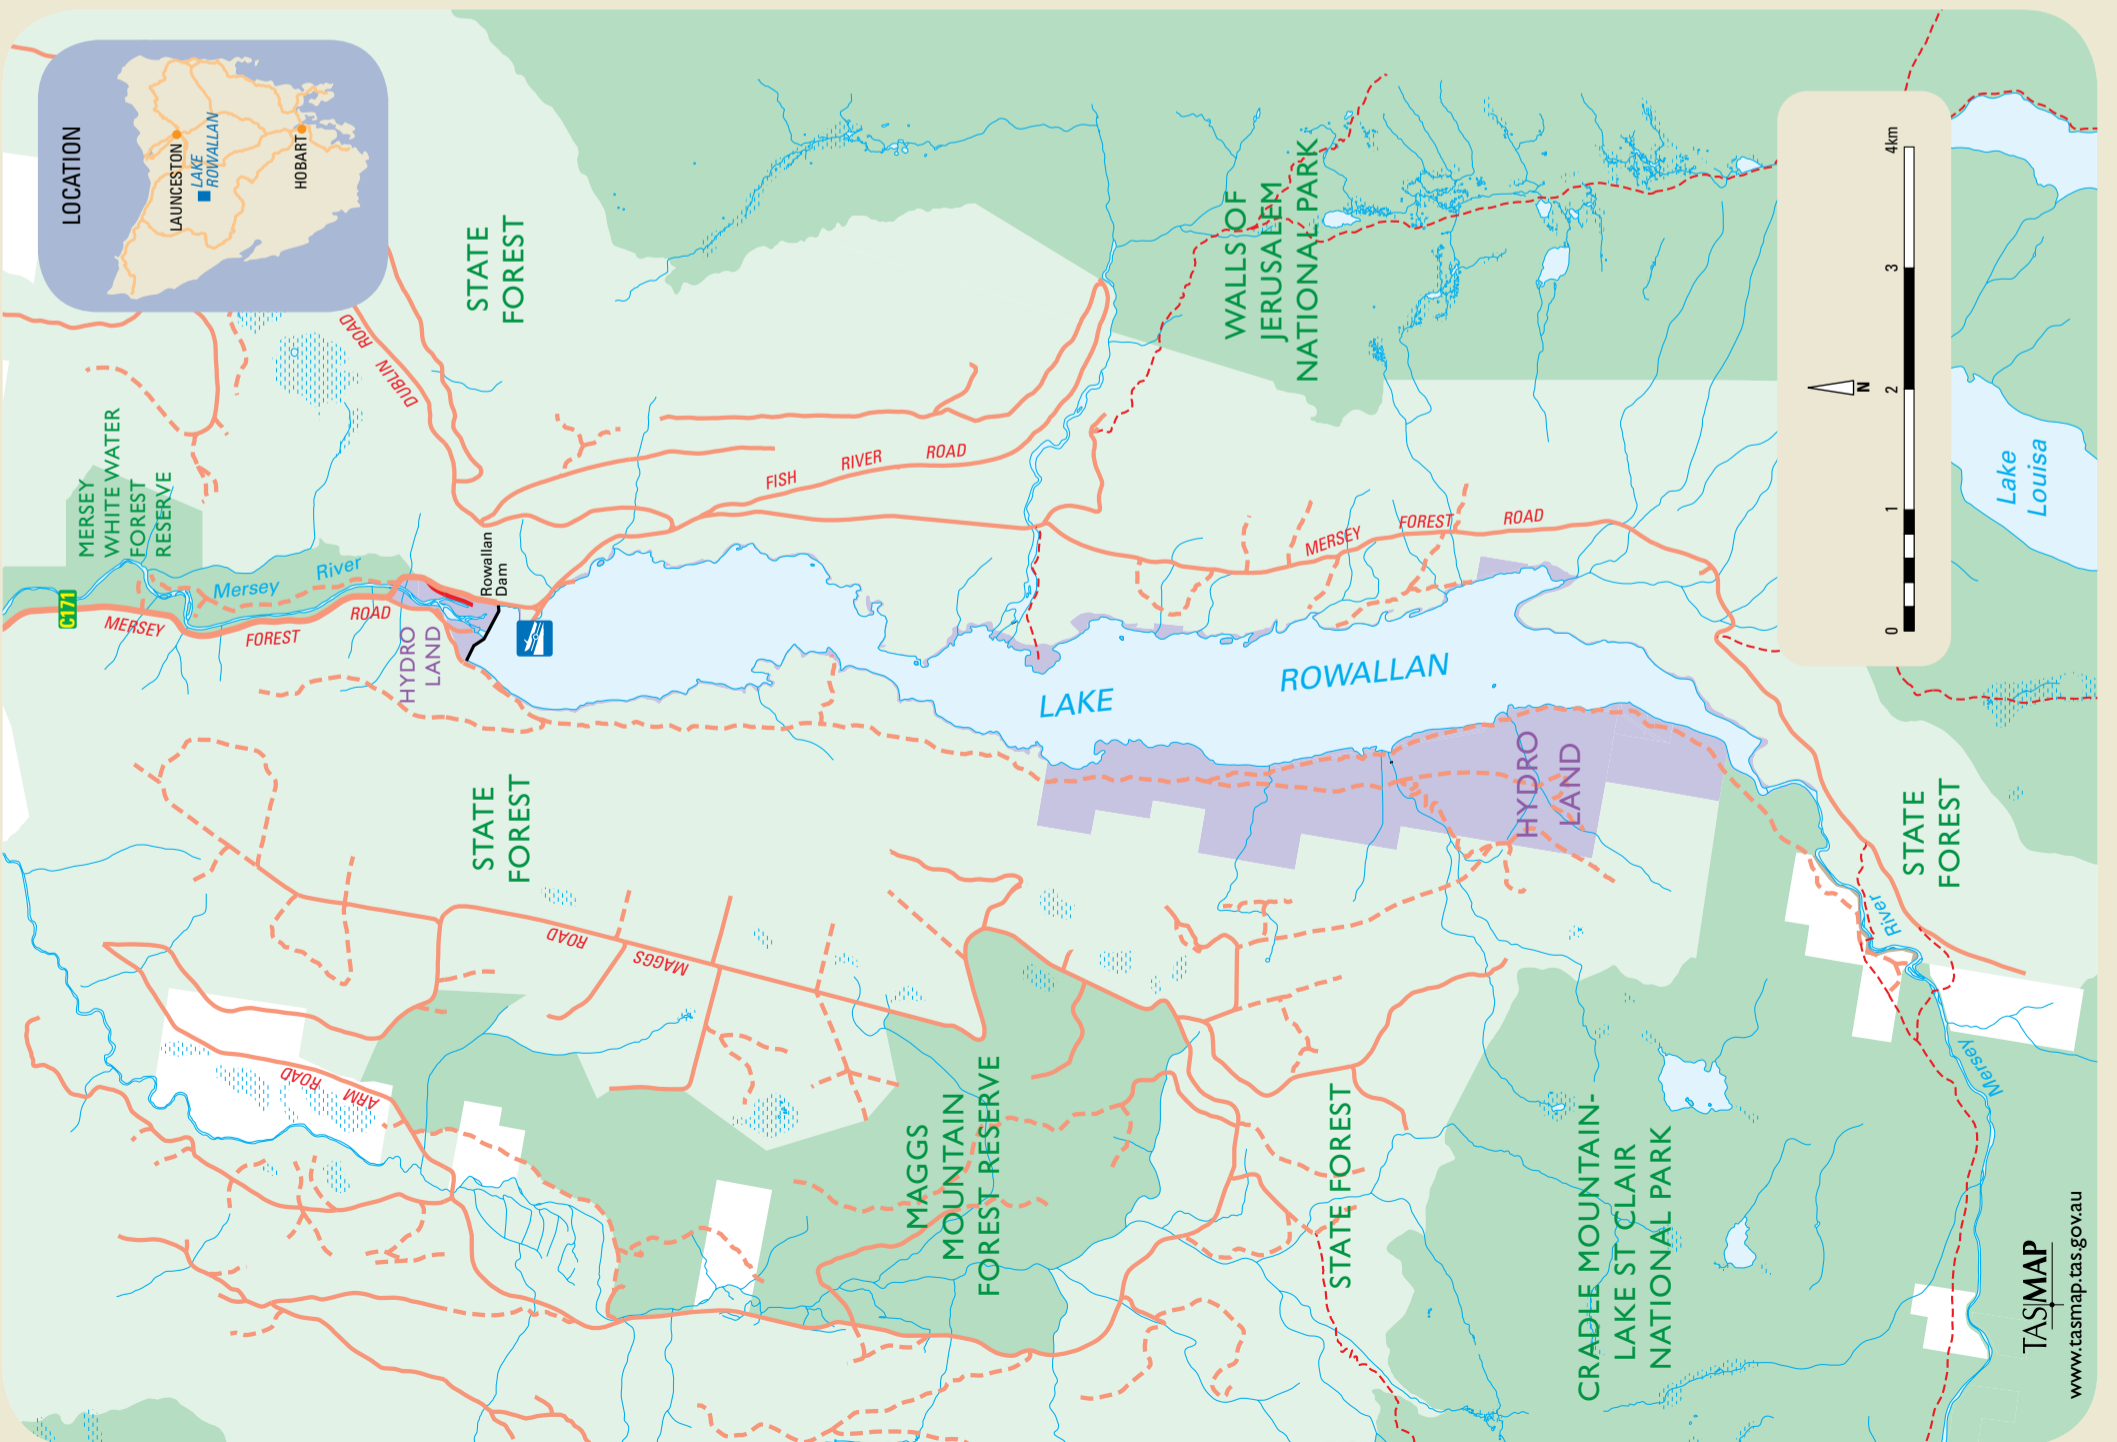 LOCATION
LAUNCESTON
LAKE
ROWALLAN
HOBART
MERSEY
WHITE WATER
FOREST
RESERVE
C171
Mersey River
MERSEY FOREST ROAD
HYDRO
LAND
Rowallan
Dam
DUBLIN ROAD
STATE
FOREST
FISH RIVER ROAD
WALLS OF
JERUSALEM
NATIONAL PARK
MERSEY FOREST ROAD
LAKE ROWALLAN
HYDRO
LAND
STATE
FOREST
MAGGS ROAD
ARM ROAD
MAGGS
MOUNTAIN
FOREST RESERVE
STATE FOREST
CRADLE MOUNTAIN-
LAKE ST CLAIR
NATIONAL PARK
STATE
FOREST
Mersey River
Lake
Louisa
N
0 1 2 3 4km
TASMAP
www.tasmap.tas.gov.au